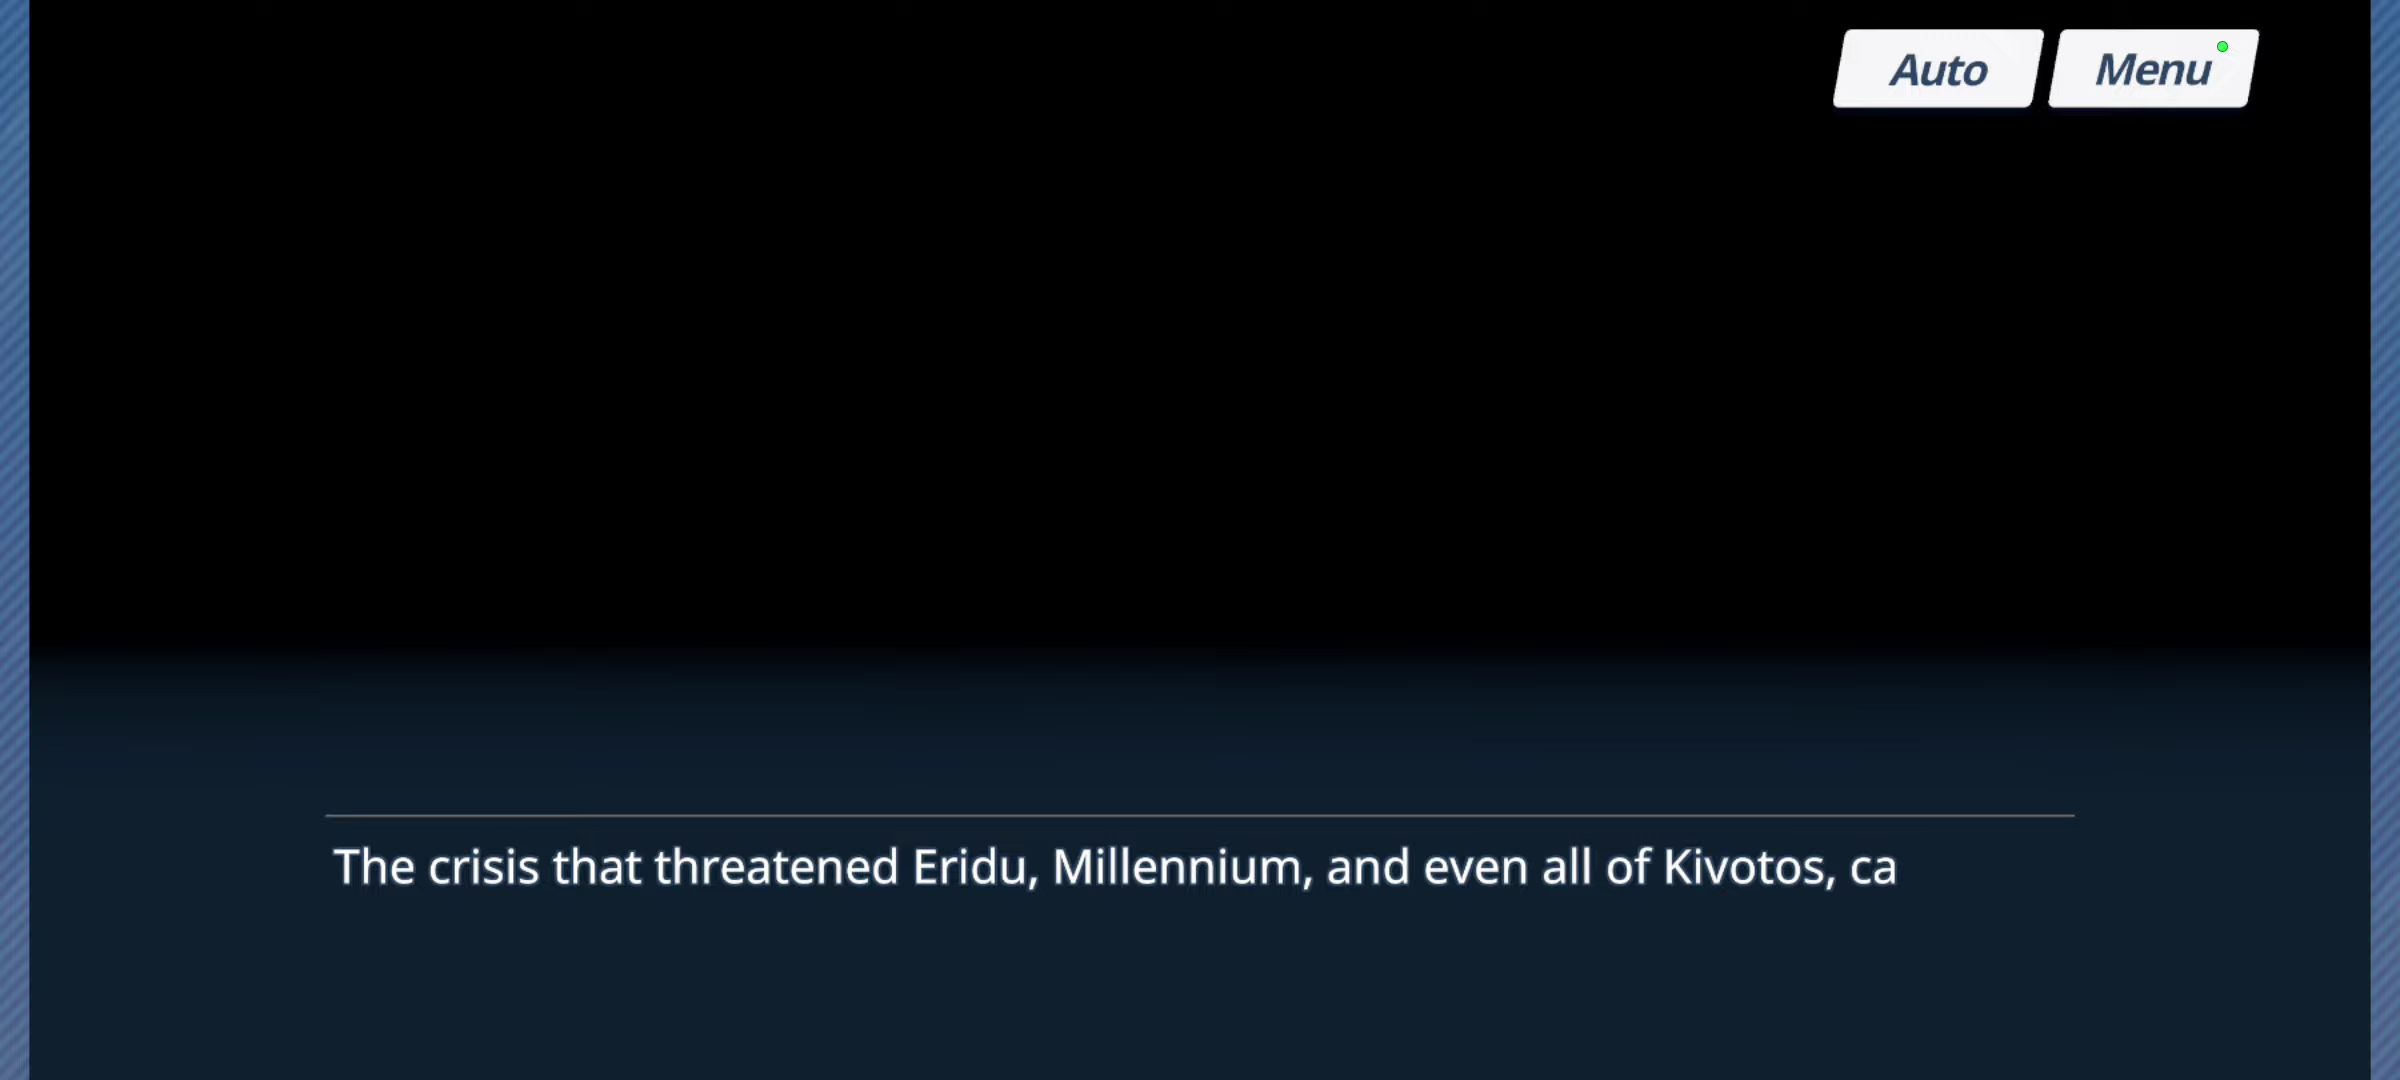 Auto
Menu
The crisis that threatened Eridu, Millennium, and even all of Kivotos, ca